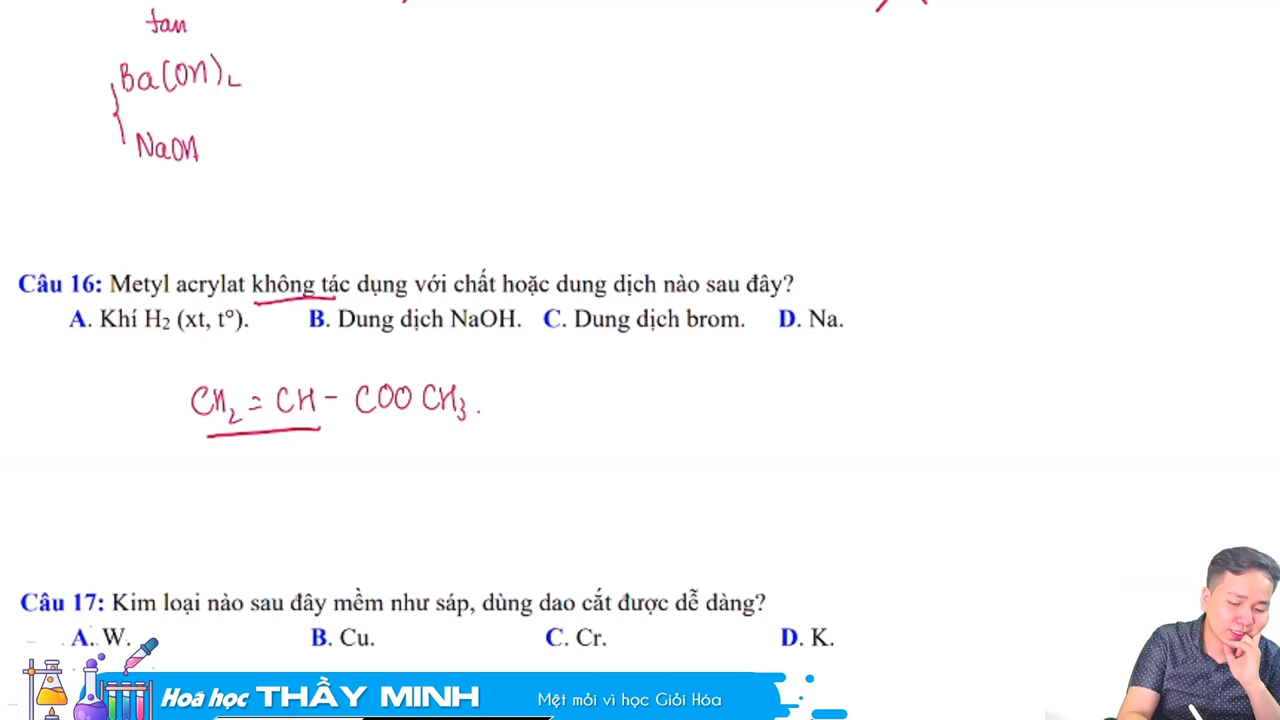 tan
Ba(OH)2
NaOH
Câu 16: Metyl acrylat không tác dụng với chất hoặc dung dịch nào sau đây?
A. Khí H2 (xt, t°). B. Dung dịch NaOH. C. Dung dịch brom. D. Na.
CH2 = CH - COO CH3.
Câu 17: Kim loại nào sau đây mềm như sáp, dùng dao cắt được dễ dàng?
A. W. B. Cu. C. Cr. D. K.
Hoá học THẦY MINH Mệt mỏi vì học Giỏi Hóa